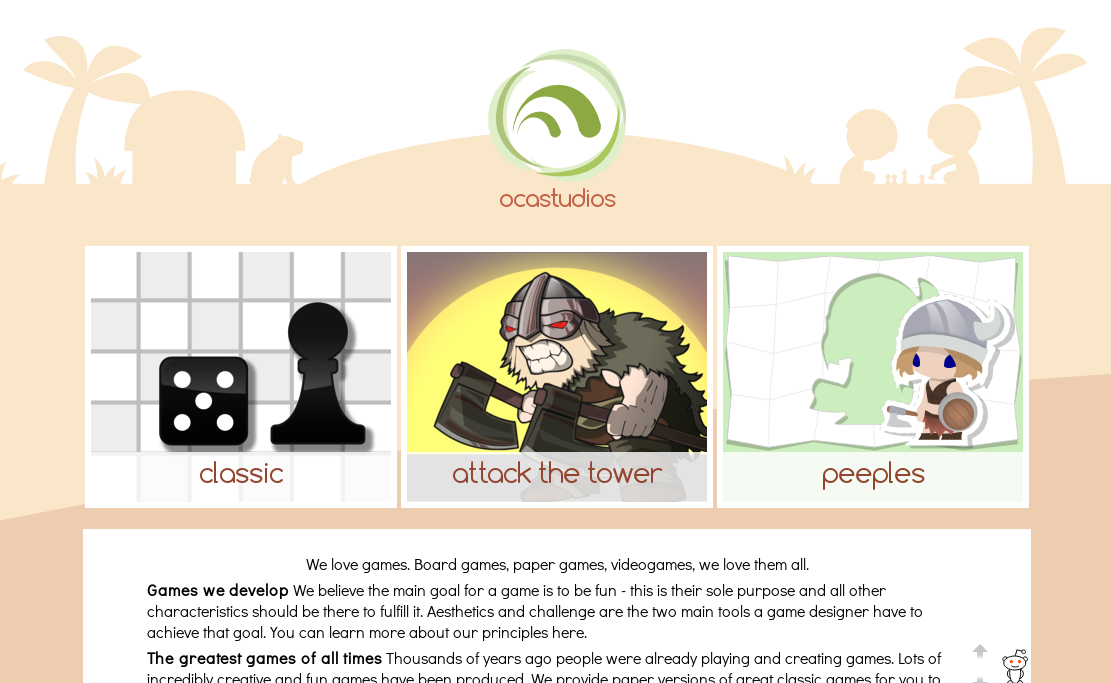 ocastudios
classic
attack the tower
peeples
We love games. Board games, paper games, videogames, we love them all.
Games we develop We believe the main goal for a game is to be fun - this is their sole purpose and all other
characteristics should be there to fulfill it. Aesthetics and challenge are the two main tools a game designer have to
achieve that goal. You can learn more about our principles here.
The greatest games of all times Thousands of years ago people were already playing and creating games. Lots of
incredibly creative and fun games have been produced. We provide paper versions of great classic games for you to